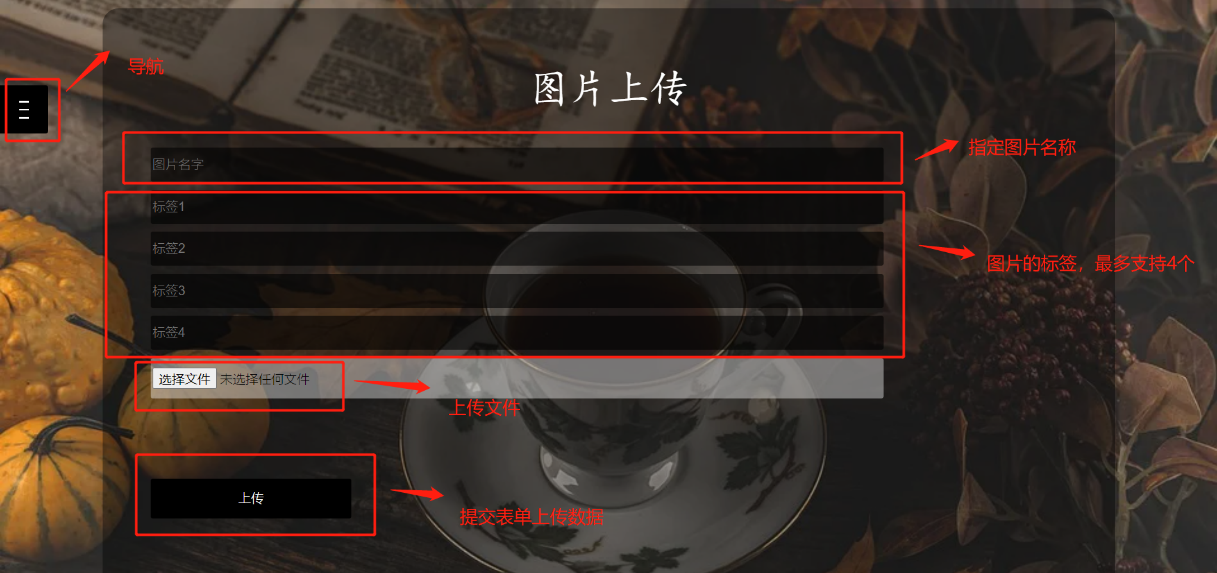 导航
图片上传
图片名字
指定图片名称
标签1
标签2
图片的标签，最多支持4个
标签3
标签4
选择文件 未选择任何文件
上传文件
上传
提交表单上传数据